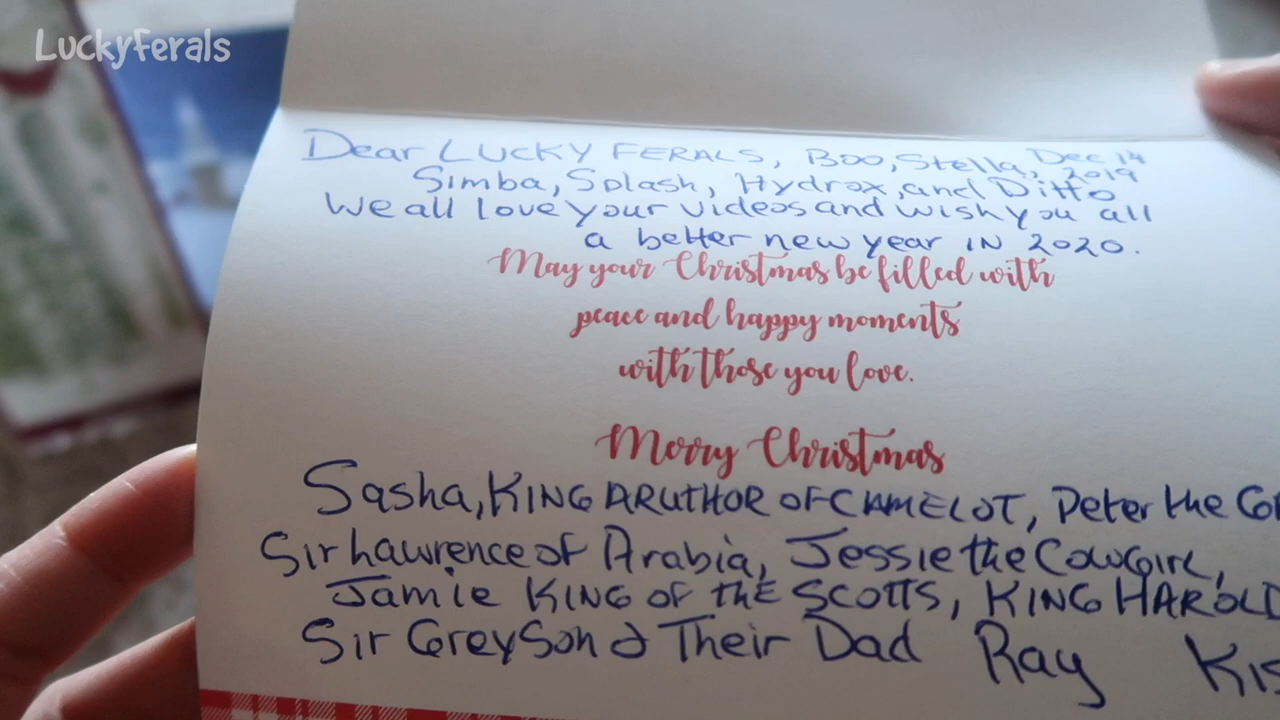 Luckyferals
Dear LUCKY FERALS, Boo, Stella, Dec 14
2019
Simba, Splash, Hydrox, and Ditto
We all love your videos and wish you all
a better new year IN 2020.
May your Christmas be filled with
peace and happy moments
with those you love.
Merry Christmas
Sasha, KING ARUTHOR OF CAMELOT, Peter the
Sir Lawrence of Arabia, Jessie the CowGirl,
Jamie KING OF the SCOTTS, KING HAROLD
Sir Greyson & Their Dad Ray